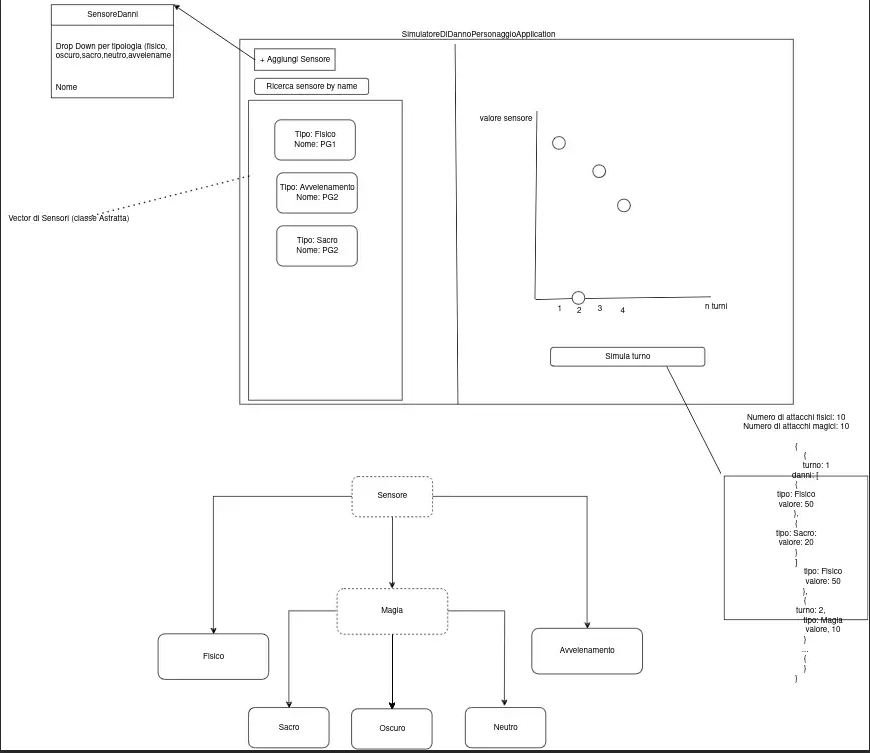 SensoreDanni
Drop Down per tipologia (fisico,
oscuro,sacro,neutro,avvelename
Nome
SimulatoreDiDannoPersonaggioApplication
+ Aggiungi Sensore
Ricerca sensore by name
Tipo: Fisico
Nome: PG1
Tipo: Avvelenamento
Nome: PG2
Tipo: Sacro
Nome: PG2
Vector di Sensori (classe Astratta)
valore sensore
1
2
3
4
n turni
Simula turno
Numero di attacchi fisici: 10
Numero di attacchi magici: 10
{
{
turno: 1
danni: [
{
tipo: Fisico
valore: 50
},
{
tipo: Sacro:
valore: 20
}
]
tipo: Fisico
valore: 50
},
{
turno: 2,
tipo: Magia
valore, 10
}
...
{
}
}
Sensore
Magia
Fisico
Avvelenamento
Sacro
Oscuro
Neutro